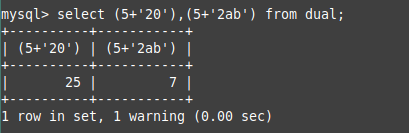 mysql> select (5+'20'),(5+'2ab') from dual;
+----------+-----------+
| (5+'20') | (5+'2ab') |
+----------+-----------+
|       25 |         7 |
+----------+-----------+
1 row in set, 1 warning (0.00 sec)